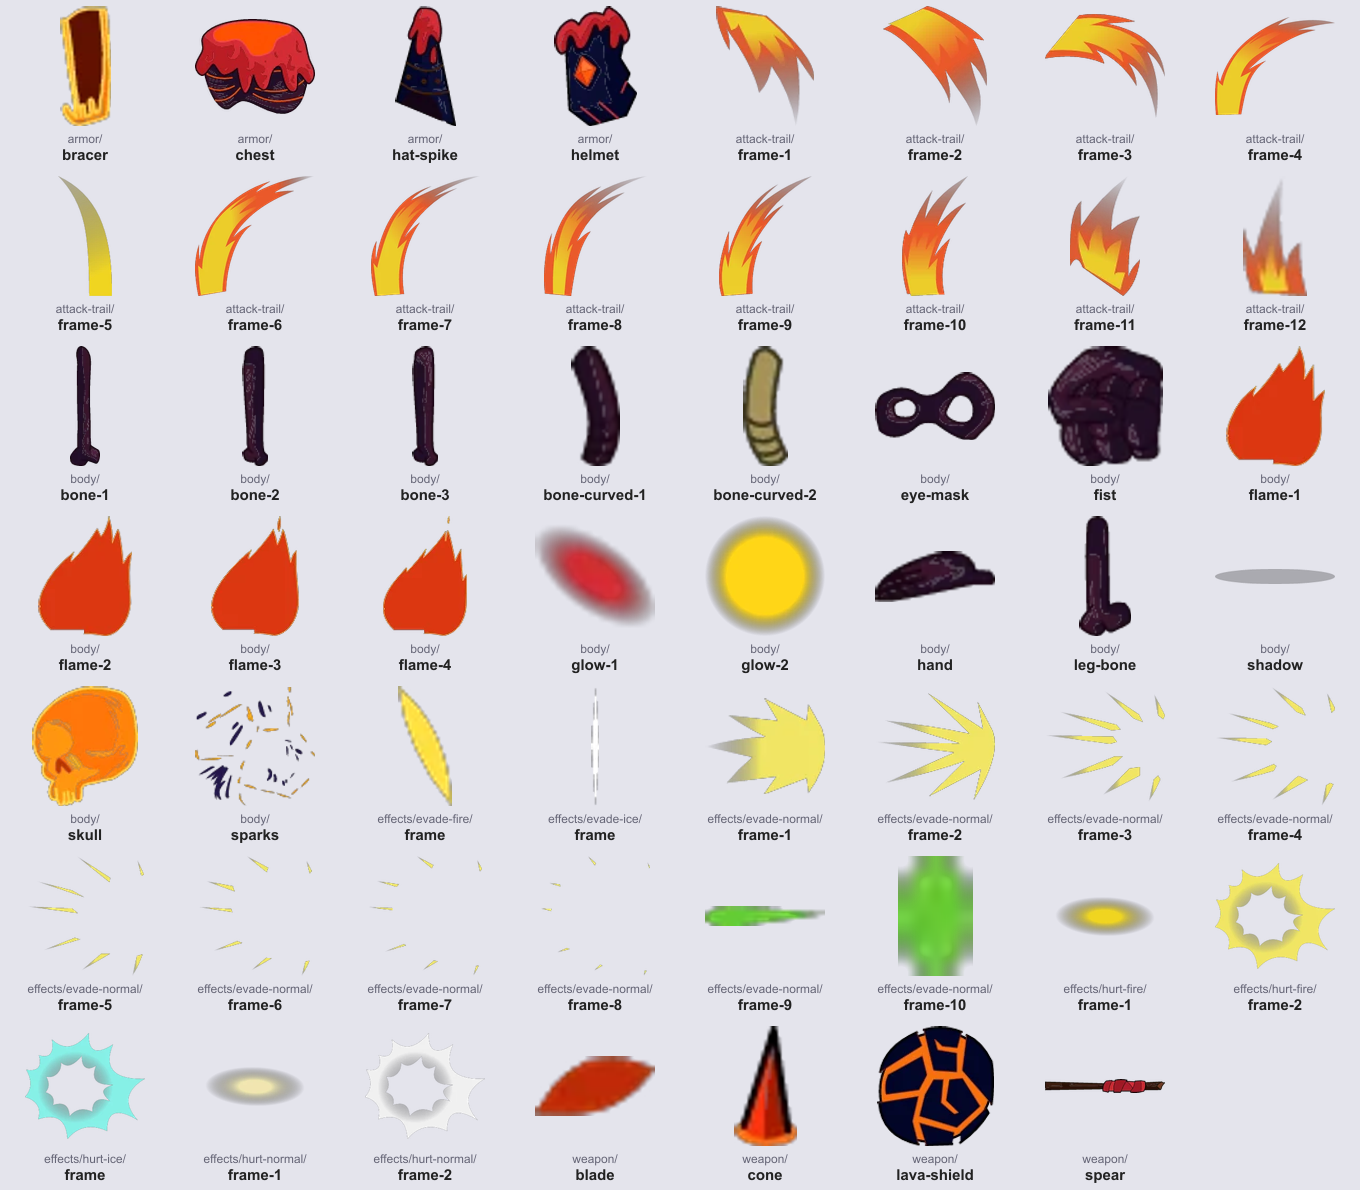 armor/ armor/ armor/ armor/ attack-trail/ attack-trail/ attack-trail/ attack-trail/
bracer chest hat-spike helmet frame-1 frame-2 frame-3 frame-4
attack-trail/ attack-trail/ attack-trail/ attack-trail/ attack-trail/ attack-trail/ attack-trail/ attack-trail/
frame-5 frame-6 frame-7 frame-8 frame-9 frame-10 frame-11 frame-12
body/ body/ body/ body/ body/ body/ body/ body/
bone-1 bone-2 bone-3 bone-curved-1 bone-curved-2 eye-mask fist flame-1
body/ body/ body/ body/ body/ body/ body/ body/
flame-2 flame-3 flame-4 glow-1 glow-2 hand leg-bone shadow
body/ body/ effects/evade-fire/ effects/evade-ice/ effects/evade-normal/ effects/evade-normal/ effects/evade-normal/ effects/evade-normal/
skull sparks frame frame frame-1 frame-2 frame-3 frame-4
effects/evade-normal/ effects/evade-normal/ effects/evade-normal/ effects/evade-normal/ effects/evade-normal/ effects/evade-normal/ effects/hurt-fire/ effects/hurt-fire/
frame-5 frame-6 frame-7 frame-8 frame-9 frame-10 frame-1 frame-2
effects/hurt-ice/ effects/hurt-normal/ effects/hurt-normal/ weapon/ weapon/ weapon/ weapon/
frame frame-1 frame-2 blade cone lava-shield spear